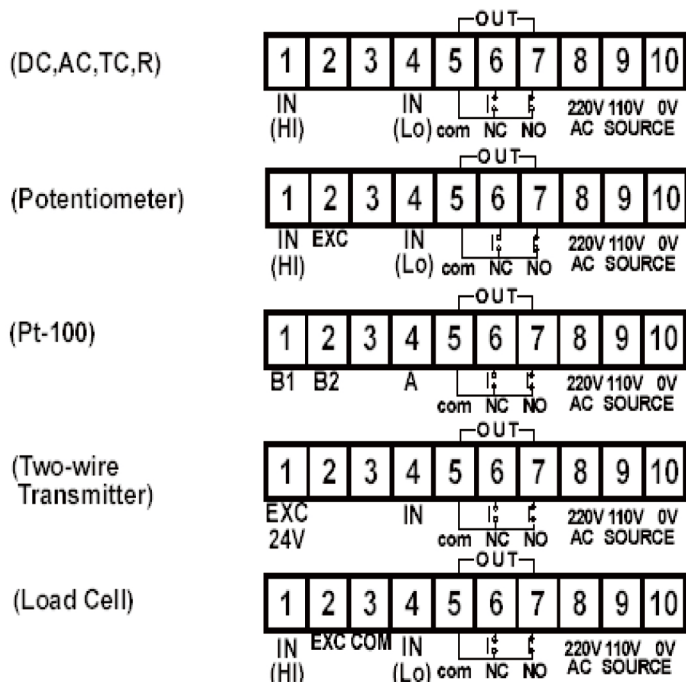 OUT
(DC,AC,TC,R) 1 2 3 4 5 6 7 8 9 10
IN IN 220V 110V 0V
(HI) (Lo) com NC NO AC SOURCE
OUT
(Potentiometer) 1 2 3 4 5 6 7 8 9 10
IN EXC IN 220V 110V 0V
(HI) (Lo) com NC NO AC SOURCE
OUT
(Pt-100) 1 2 3 4 5 6 7 8 9 10
B1 B2 A 220V 110V 0V
com NC NO AC SOURCE
OUT
(Two-wire
Transmitter) 1 2 3 4 5 6 7 8 9 10
EXC IN 220V 110V 0V
24V com NC NO AC SOURCE
OUT
(Load Cell) 1 2 3 4 5 6 7 8 9 10
IN EXC COM IN 220V 110V 0V
(HI) (Lo) com NC NO AC SOURCE